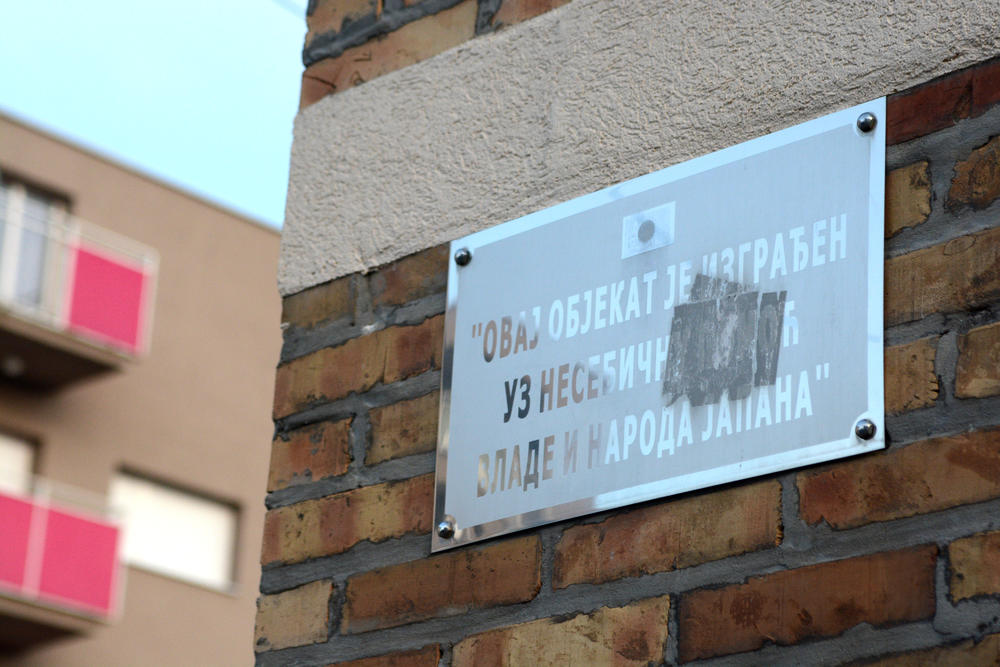 "ОВАЈ ОБЈЕКАТ ЈЕ ИЗГРАЂЕН
УЗ НЕСЕБИЧН
ВЛАДЕ И НАРОДА ЈАПАНА"